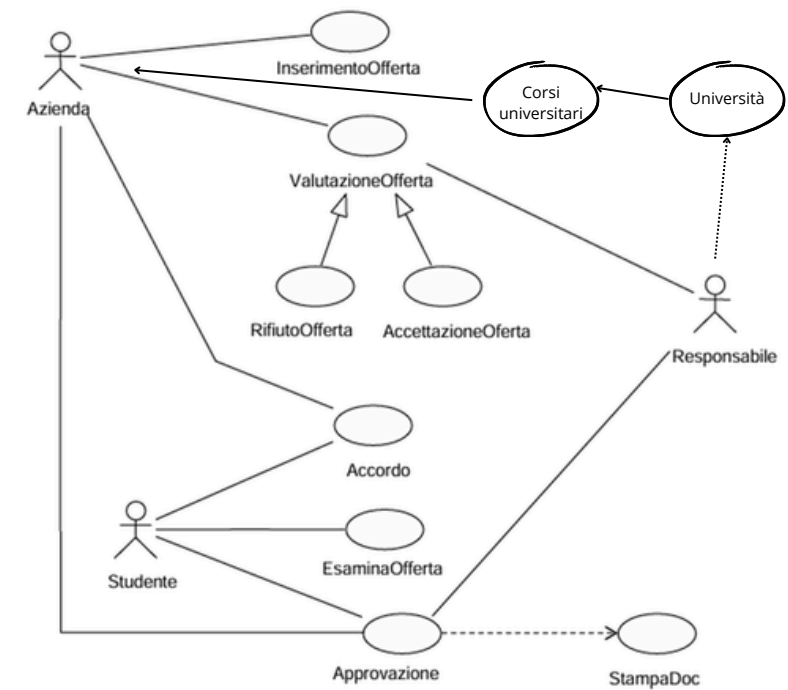 InserimentoOfferta
Corsi
universitari
Università
Azienda
ValutazioneOfferta
RifiutoOfferta
AccettazioneOferta
Responsabile
Accordo
EsaminaOfferta
Studente
Approvazione
StampaDoc